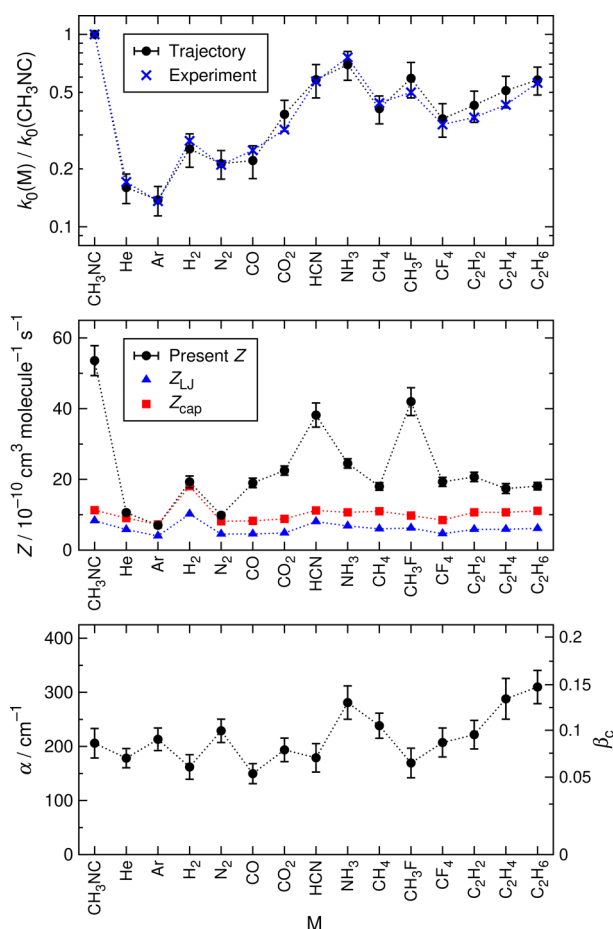 k₀(M) / k₀(CH₃NC)
1
0.5
0.2
0.1
Trajectory
Experiment
CH₃NC
He
Ar
H₂
N₂
CO
CO₂
HCN
NH₃
CH₄
CH₃F
CF₄
C₂H₂
C₂H₄
C₂H₆
Z / 10⁻¹⁰ cm³ molecule⁻¹ s⁻¹
60
40
20
0
Present Z
Z_LJ
Z_cap
CH₃NC
He
Ar
H₂
N₂
CO
CO₂
HCN
NH₃
CH₄
CH₃F
CF₄
C₂H₂
C₂H₄
C₂H₆
α / cm⁻¹
400
300
200
100
0
0.2
0.15
0.1
0.05
0
β_c
CH₃NC
He
Ar
H₂
N₂
CO
CO₂
HCN
NH₃
CH₄
CH₃F
CF₄
C₂H₂
C₂H₄
C₂H₆
M